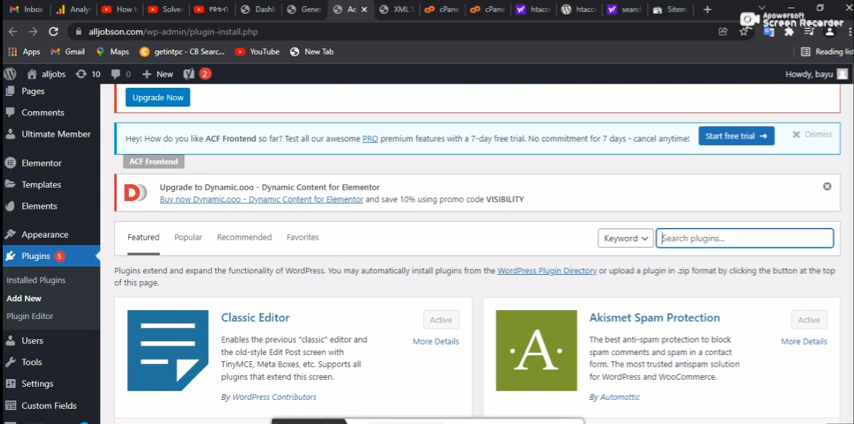 Inbox
Analy
How t
Solve
Dashb
Gener
Ac
XML S
cPane
cPane
htacc
htacc
search
Sitem
Apowersoft
Screen Recorder
alljobson.com/wp-admin/plugin-install.php
Apps
Gmail
Maps
getintpc - CB Searc...
YouTube
New Tab
Reading list
alljobs
10
0
New
2
Howdy, bayu
Pages
Comments
Ultimate Member
Elementor
Templates
Elements
Appearance
Plugins 5
Installed Plugins
Add New
Plugin Editor
Users
Tools
Settings
Custom Fields
Upgrade Now
Hey! How do you like ACF Frontend so far? Test all our awesome PRO premium features with a 7-day free trial. No commitment for 7 days - cancel anytime!
Start free trial
Dismiss
ACF Frontend
Upgrade to Dynamic.ooo - Dynamic Content for Elementor
Buy now Dynamic.ooo - Dynamic Content for Elementor and save 10% using promo code VISIBILITY
Featured
Popular
Recommended
Favorites
Keyword
Search plugins...
Plugins extend and expand the functionality of WordPress. You may automatically install plugins from the WordPress Plugin Directory or upload a plugin in .zip format by clicking the button at the top
of this page.
Classic Editor
Active
More Details
Enables the previous "classic" editor and
the old-style Edit Post screen with
TinyMCE, Meta Boxes, etc. Supports all
plugins that extend this screen.
By WordPress Contributors
Akismet Spam Protection
Active
More Details
The best anti-spam protection to block
spam comments and spam in a contact
form. The most trusted antispam solution
for WordPress and WooCommerce.
By Automattic